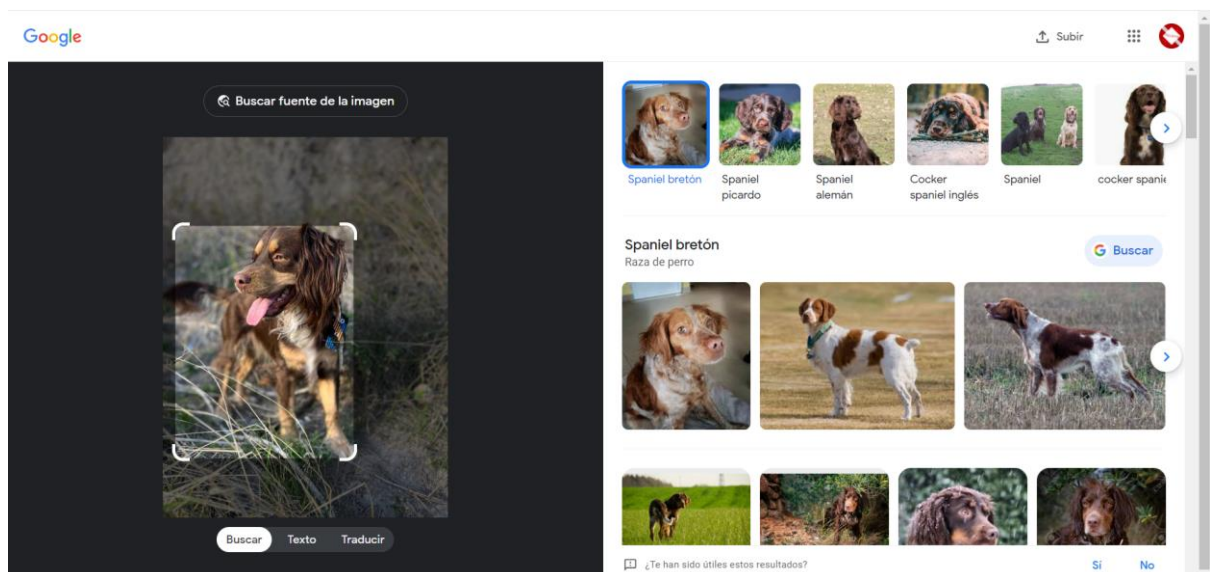 Google
Subir
Buscar fuente de la imagen
Spaniel bretón
Spaniel
picardo
Spaniel
alemán
Cocker
spaniel inglés
Spaniel
cocker spanie
Spaniel bretón
Raza de perro
G Buscar
Buscar
Texto
Traducir
¿Te han sido útiles estos resultados?
Sí
No